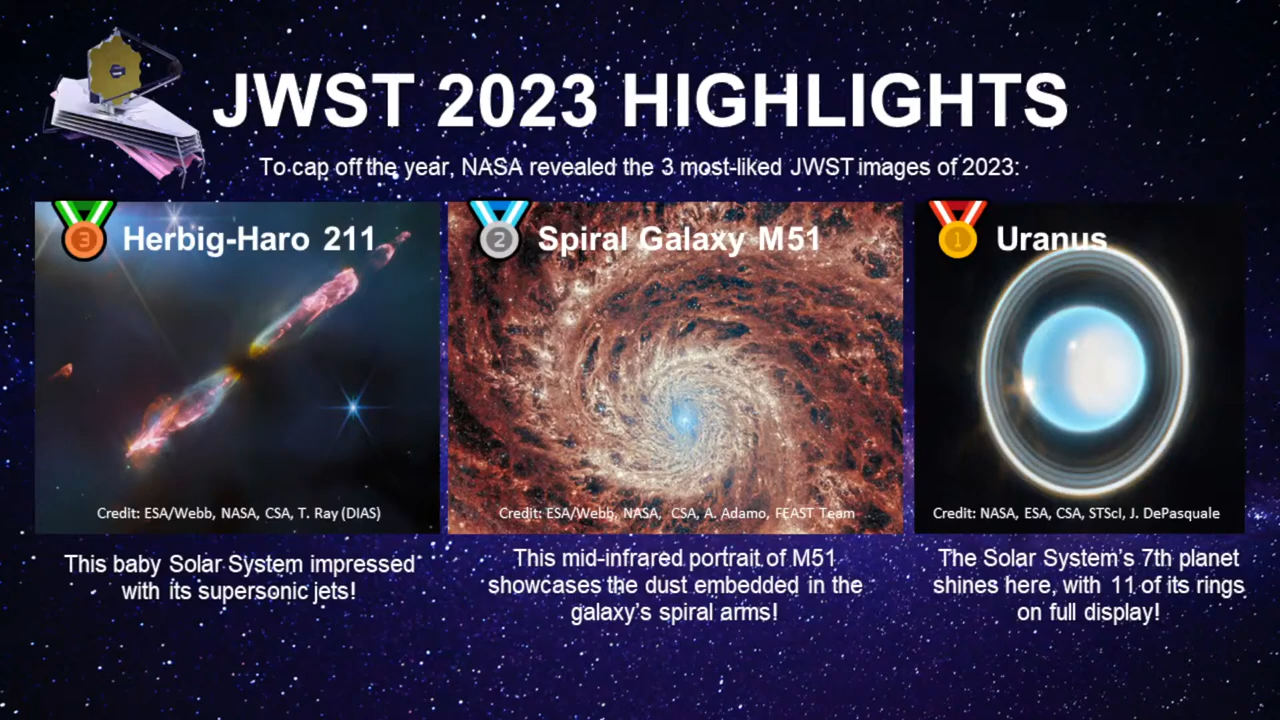 JWST 2023 HIGHLIGHTS
To cap off the year, NASA revealed the 3 most-liked JWST images of 2023:
3 Herbig-Haro 211
Credit: ESA/Webb, NASA, CSA, T. Ray (DIAS)
This baby Solar System impressed
with its supersonic jets!
2 Spiral Galaxy M51
Credit: ESA/Webb, NASA, CSA, A. Adamo, FEAST Team
This mid-infrared portrait of M51
showcases the dust embedded in the
galaxy's spiral arms!
1 Uranus
Credit: NASA, ESA, CSA, STScI, J. DePasquale
The Solar System's 7th planet
shines here, with 11 of its rings
on full display!